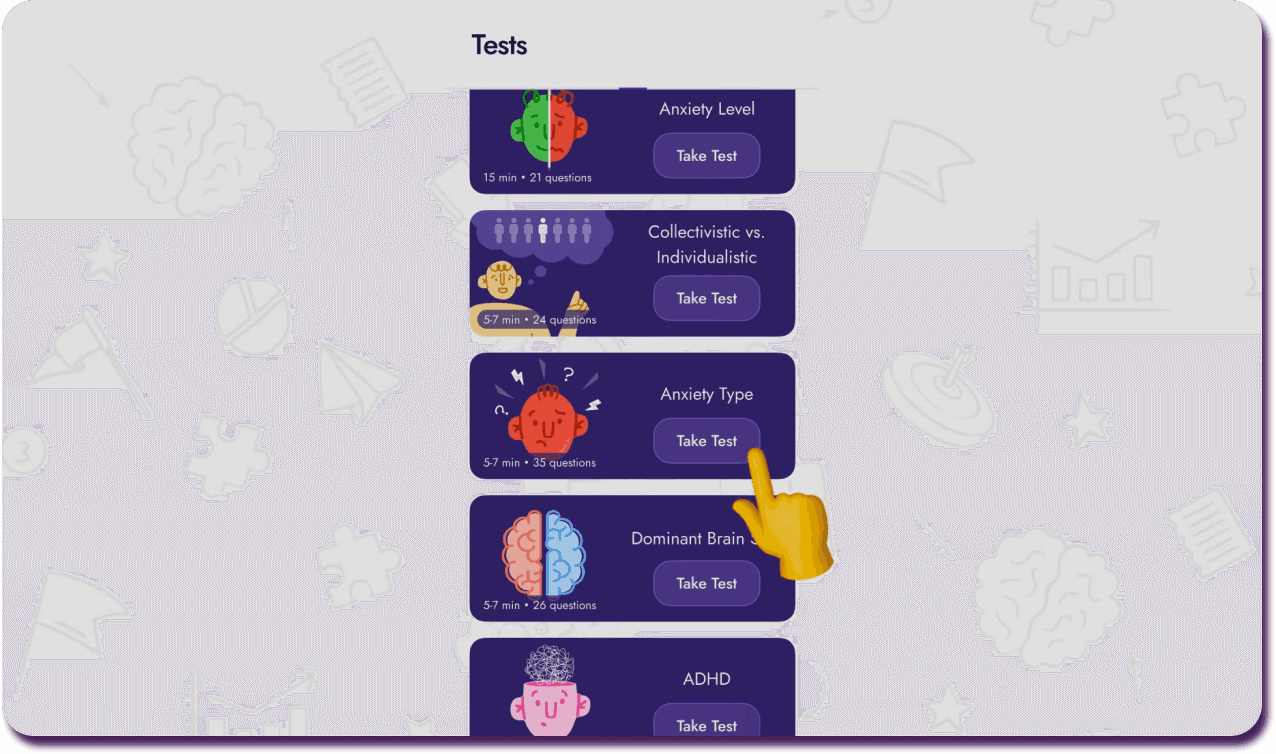 Tests
Anxiety Level
Take Test
15 min • 21 questions
Collectivistic vs.
Individualistic
Take Test
5-7 min • 24 questions
?
?
Anxiety Type
Take Test
5-7 min • 35 questions
Dominant Brain
Take Test
5-7 min • 26 questions
ADHD
Take Test
3
3